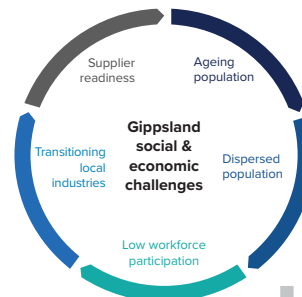 Supplier
readiness
Ageing
population
Gippsland
social &
economic
challenges
Transitioning
local
industries
Dispersed
population
Low workforce
participation